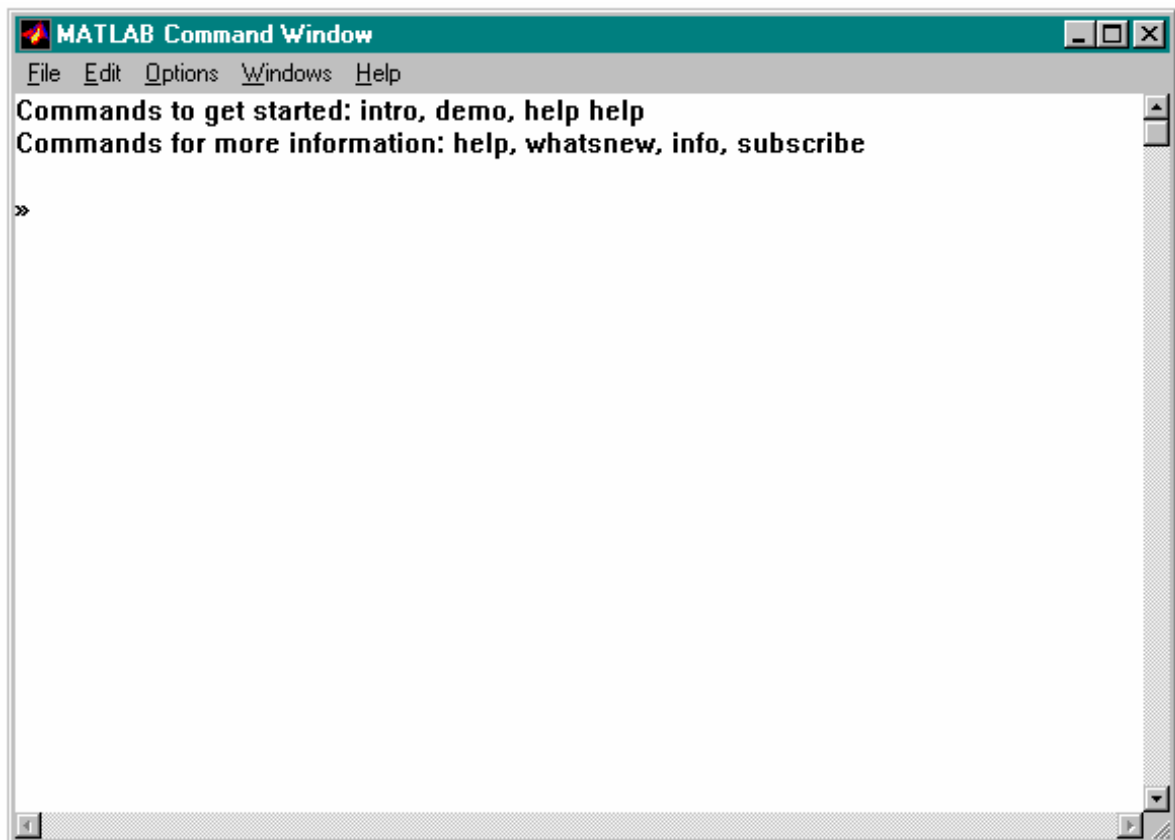 MATLAB Command Window
File Edit Options Windows Help
Commands to get started: intro, demo, help help
Commands for more information: help, whatsnew, info, subscribe
»